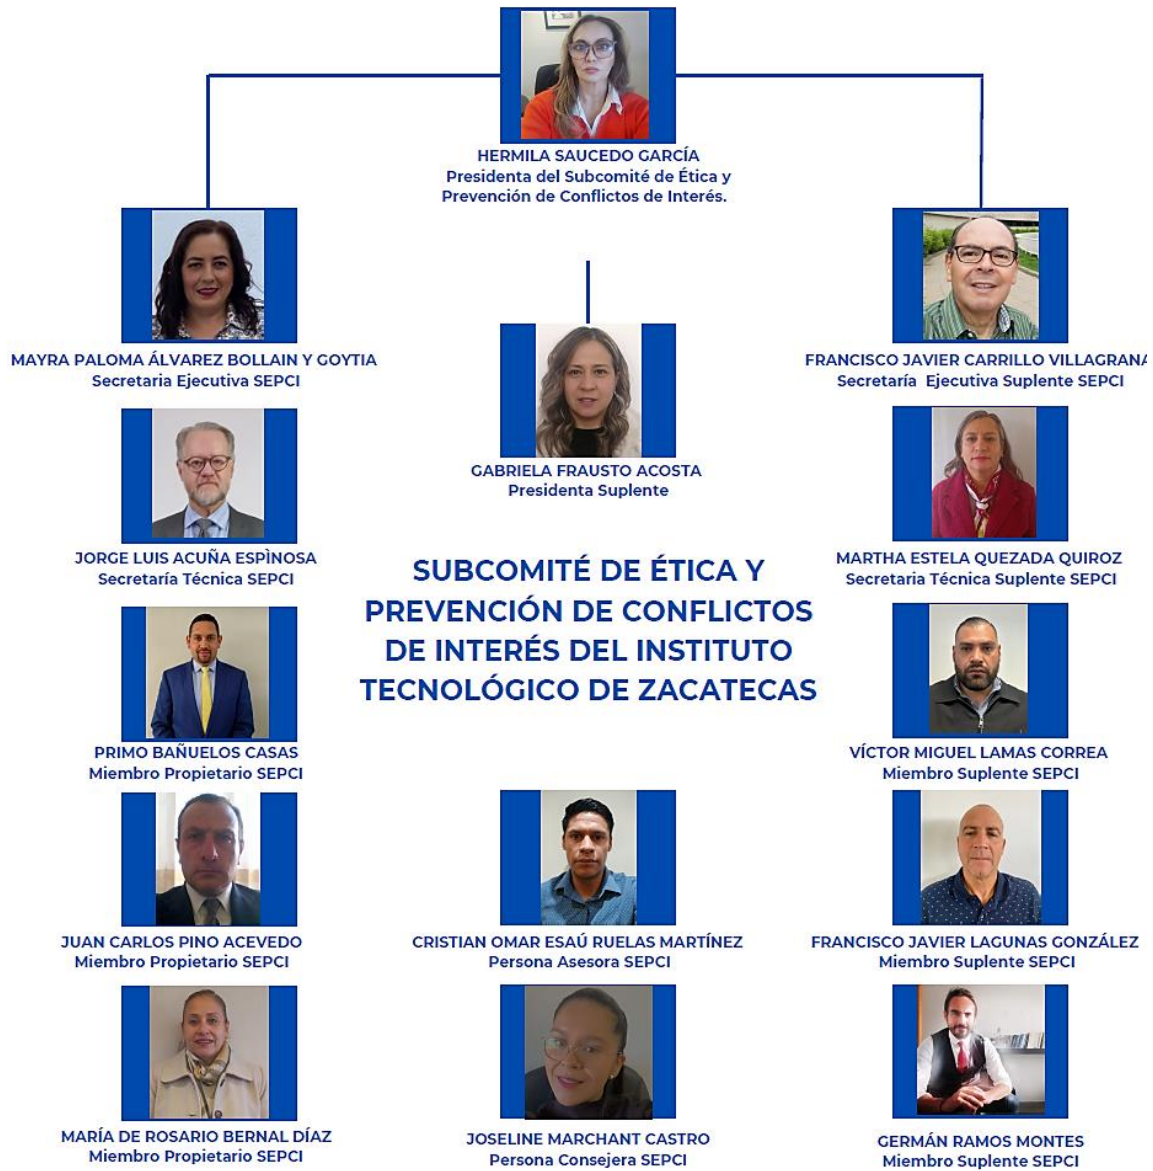 HERMILA SAUCEDO GARCÍA
Presidenta del Subcomité de Ética y
Prevención de Conflictos de Interés.
MAYRA PALOMA ÁLVAREZ BOLLAIN Y GOYTIA
Secretaria Ejecutiva SEPCI
FRANCISCO JAVIER CARRILLO VILLAGRANA
Secretaría Ejecutiva Suplente SEPCI
GABRIELA FRAUSTO ACOSTA
Presidenta Suplente
JORGE LUIS ACUÑA ESPÌNOSA
Secretaría Técnica SEPCI
MARTHA ESTELA QUEZADA QUIROZ
Secretaria Técnica Suplente SEPCI
SUBCOMITÉ DE ÉTICA Y
PREVENCIÓN DE CONFLICTOS
DE INTERÉS DEL INSTITUTO
TECNOLÓGICO DE ZACATECAS
PRIMO BAÑUELOS CASAS
Miembro Propietario SEPCI
VÍCTOR MIGUEL LAMAS CORREA
Miembro Suplente SEPCI
JUAN CARLOS PINO ACEVEDO
Miembro Propietario SEPCI
CRISTIAN OMAR ESAÚ RUELAS MARTÍNEZ
Persona Asesora SEPCI
FRANCISCO JAVIER LAGUNAS GONZÁLEZ
Miembro Suplente SEPCI
MARÍA DE ROSARIO BERNAL DÍAZ
Miembro Propietario SEPCI
JOSELINE MARCHANT CASTRO
Persona Consejera SEPCI
GERMÁN RAMOS MONTES
Miembro Suplente SEPCI